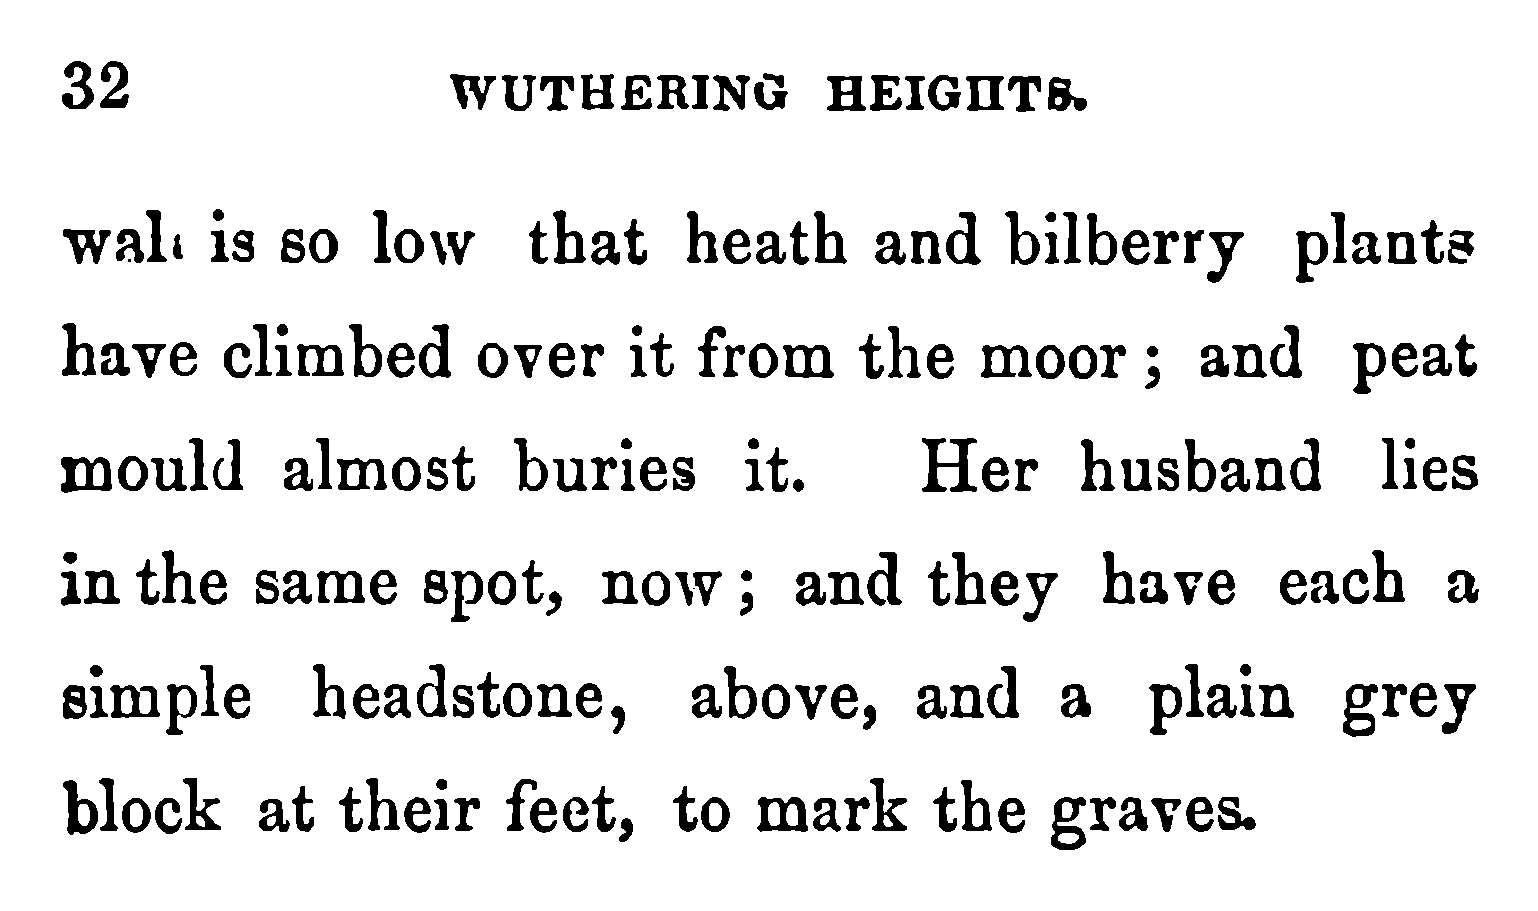 32 WUTHERING HEIGHTS.
wall is so low that heath and bilberry plants
have climbed over it from the moor; and peat
mould almost buries it. Her husband lies
in the same spot, now; and they have each a
simple headstone, above, and a plain grey
block at their feet, to mark the graves.